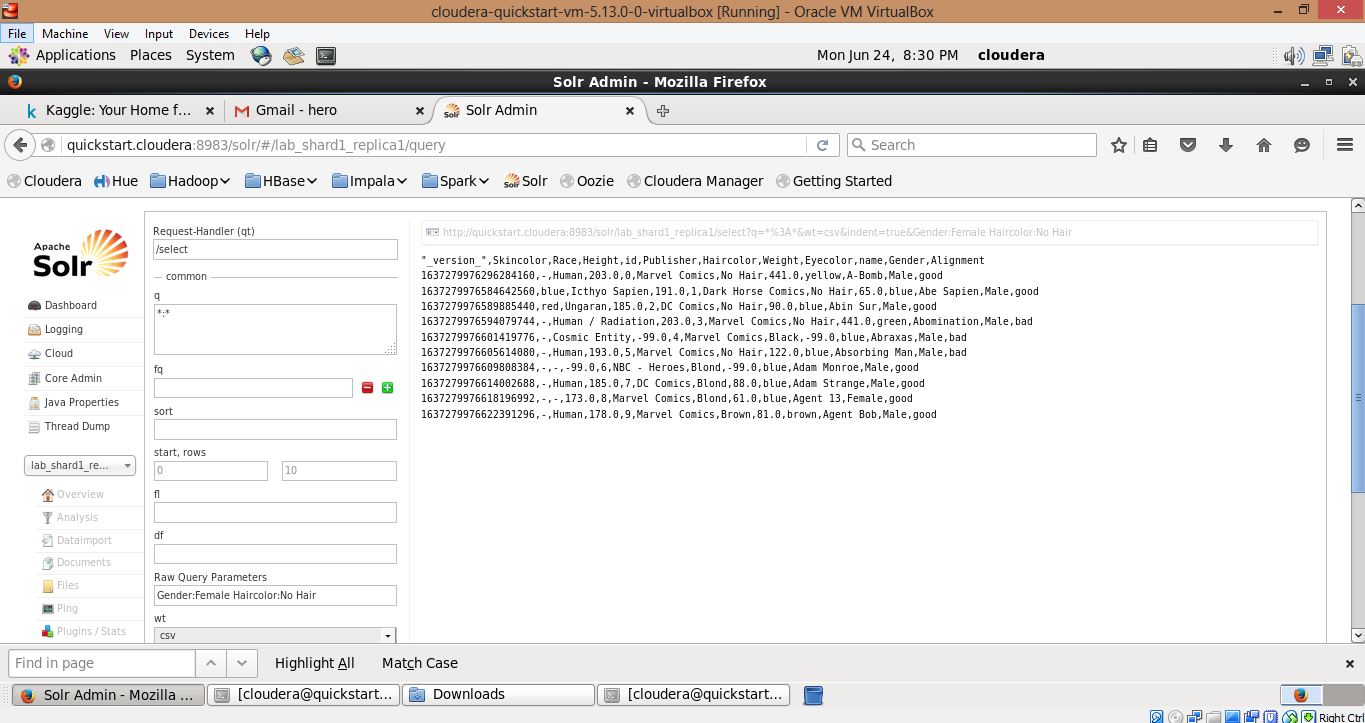 cloudera-quickstart-vm-5.13.0-0-virtualbox [Running] - Oracle VM VirtualBox
File Machine View Input Devices Help
Applications Places System Mon Jun 24, 8:30 PM cloudera
Solr Admin - Mozilla Firefox
Kaggle: Your Home f... Gmail - hero Solr Admin
quickstart.cloudera:8983/solr/#/lab_shard1_replica1/query Search
Cloudera Hue Hadoop HBase Impala Spark Solr Oozie Cloudera Manager Getting Started
Apache
Solr
Dashboard
Logging
Cloud
Core Admin
Java Properties
Thread Dump
lab_shard1_re...
Overview
Analysis
Dataimport
Documents
Files
Ping
Plugins / Stats
Request-Handler (qt)
/select
common
q
*:*
fq
sort
start, rows
0 10
fl
df
Raw Query Parameters
Gender:Female Haircolor:No Hair
wt
csv
http://quickstart.cloudera:8983/solr/lab_shard1_replica1/select?q=*%3A*&wt=csv&indent=true&Gender:Female Haircolor:No Hair
"_version_",Skincolor,Race,Height,id,Publisher,Haircolor,Weight,Eyecolor,name,Gender,Alignment
1637279976296284160,-,Human,203.0,0,Marvel Comics,No Hair,441.0,yellow,A-Bomb,Male,good
1637279976584642560,blue,Icthyo Sapien,191.0,1,Dark Horse Comics,No Hair,65.0,blue,Abe Sapien,Male,good
1637279976589885440,red,Ungaran,185.0,2,DC Comics,No Hair,90.0,blue,Abin Sur,Male,good
1637279976594079744,-,Human / Radiation,203.0,3,Marvel Comics,No Hair,441.0,green,Abomination,Male,bad
1637279976601419776,-,Cosmic Entity,-99.0,4,Marvel Comics,Black,-99.0,blue,Abraxas,Male,bad
1637279976605614080,-,Human,193.0,5,Marvel Comics,No Hair,122.0,blue,Absorbing Man,Male,bad
1637279976609808384,-,-,-99.0,6,NBC - Heroes,Blond,-99.0,blue,Adam Monroe,Male,good
1637279976614002688,-,Human,185.0,7,DC Comics,Blond,88.0,blue,Adam Strange,Male,good
1637279976618196992,-,-,173.0,8,Marvel Comics,Blond,61.0,blue,Agent 13,Female,good
1637279976622391296,-,Human,178.0,9,Marvel Comics,Brown,81.0,brown,Agent Bob,Male,good
Find in page Highlight All Match Case
Solr Admin - Mozilla ... [cloudera@quickstart... Downloads [cloudera@quickstart...
Right Ctrl